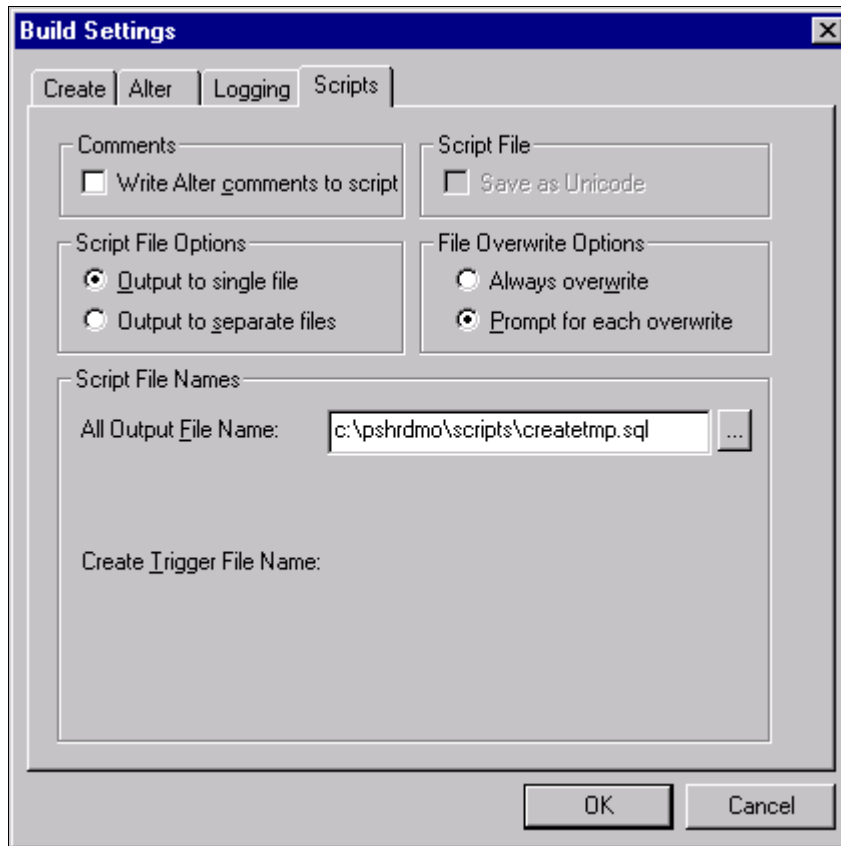 Build Settings
Create Alter Logging Scripts
Comments
Write Alter comments to script
Script File
Save as Unicode
Script File Options
Output to single file
Output to separate files
File Overwrite Options
Always overwrite
Prompt for each overwrite
Script File Names
All Output File Name: c:\pshrdmo\scripts\createtmp.sql ...
Create Trigger File Name:
OK Cancel